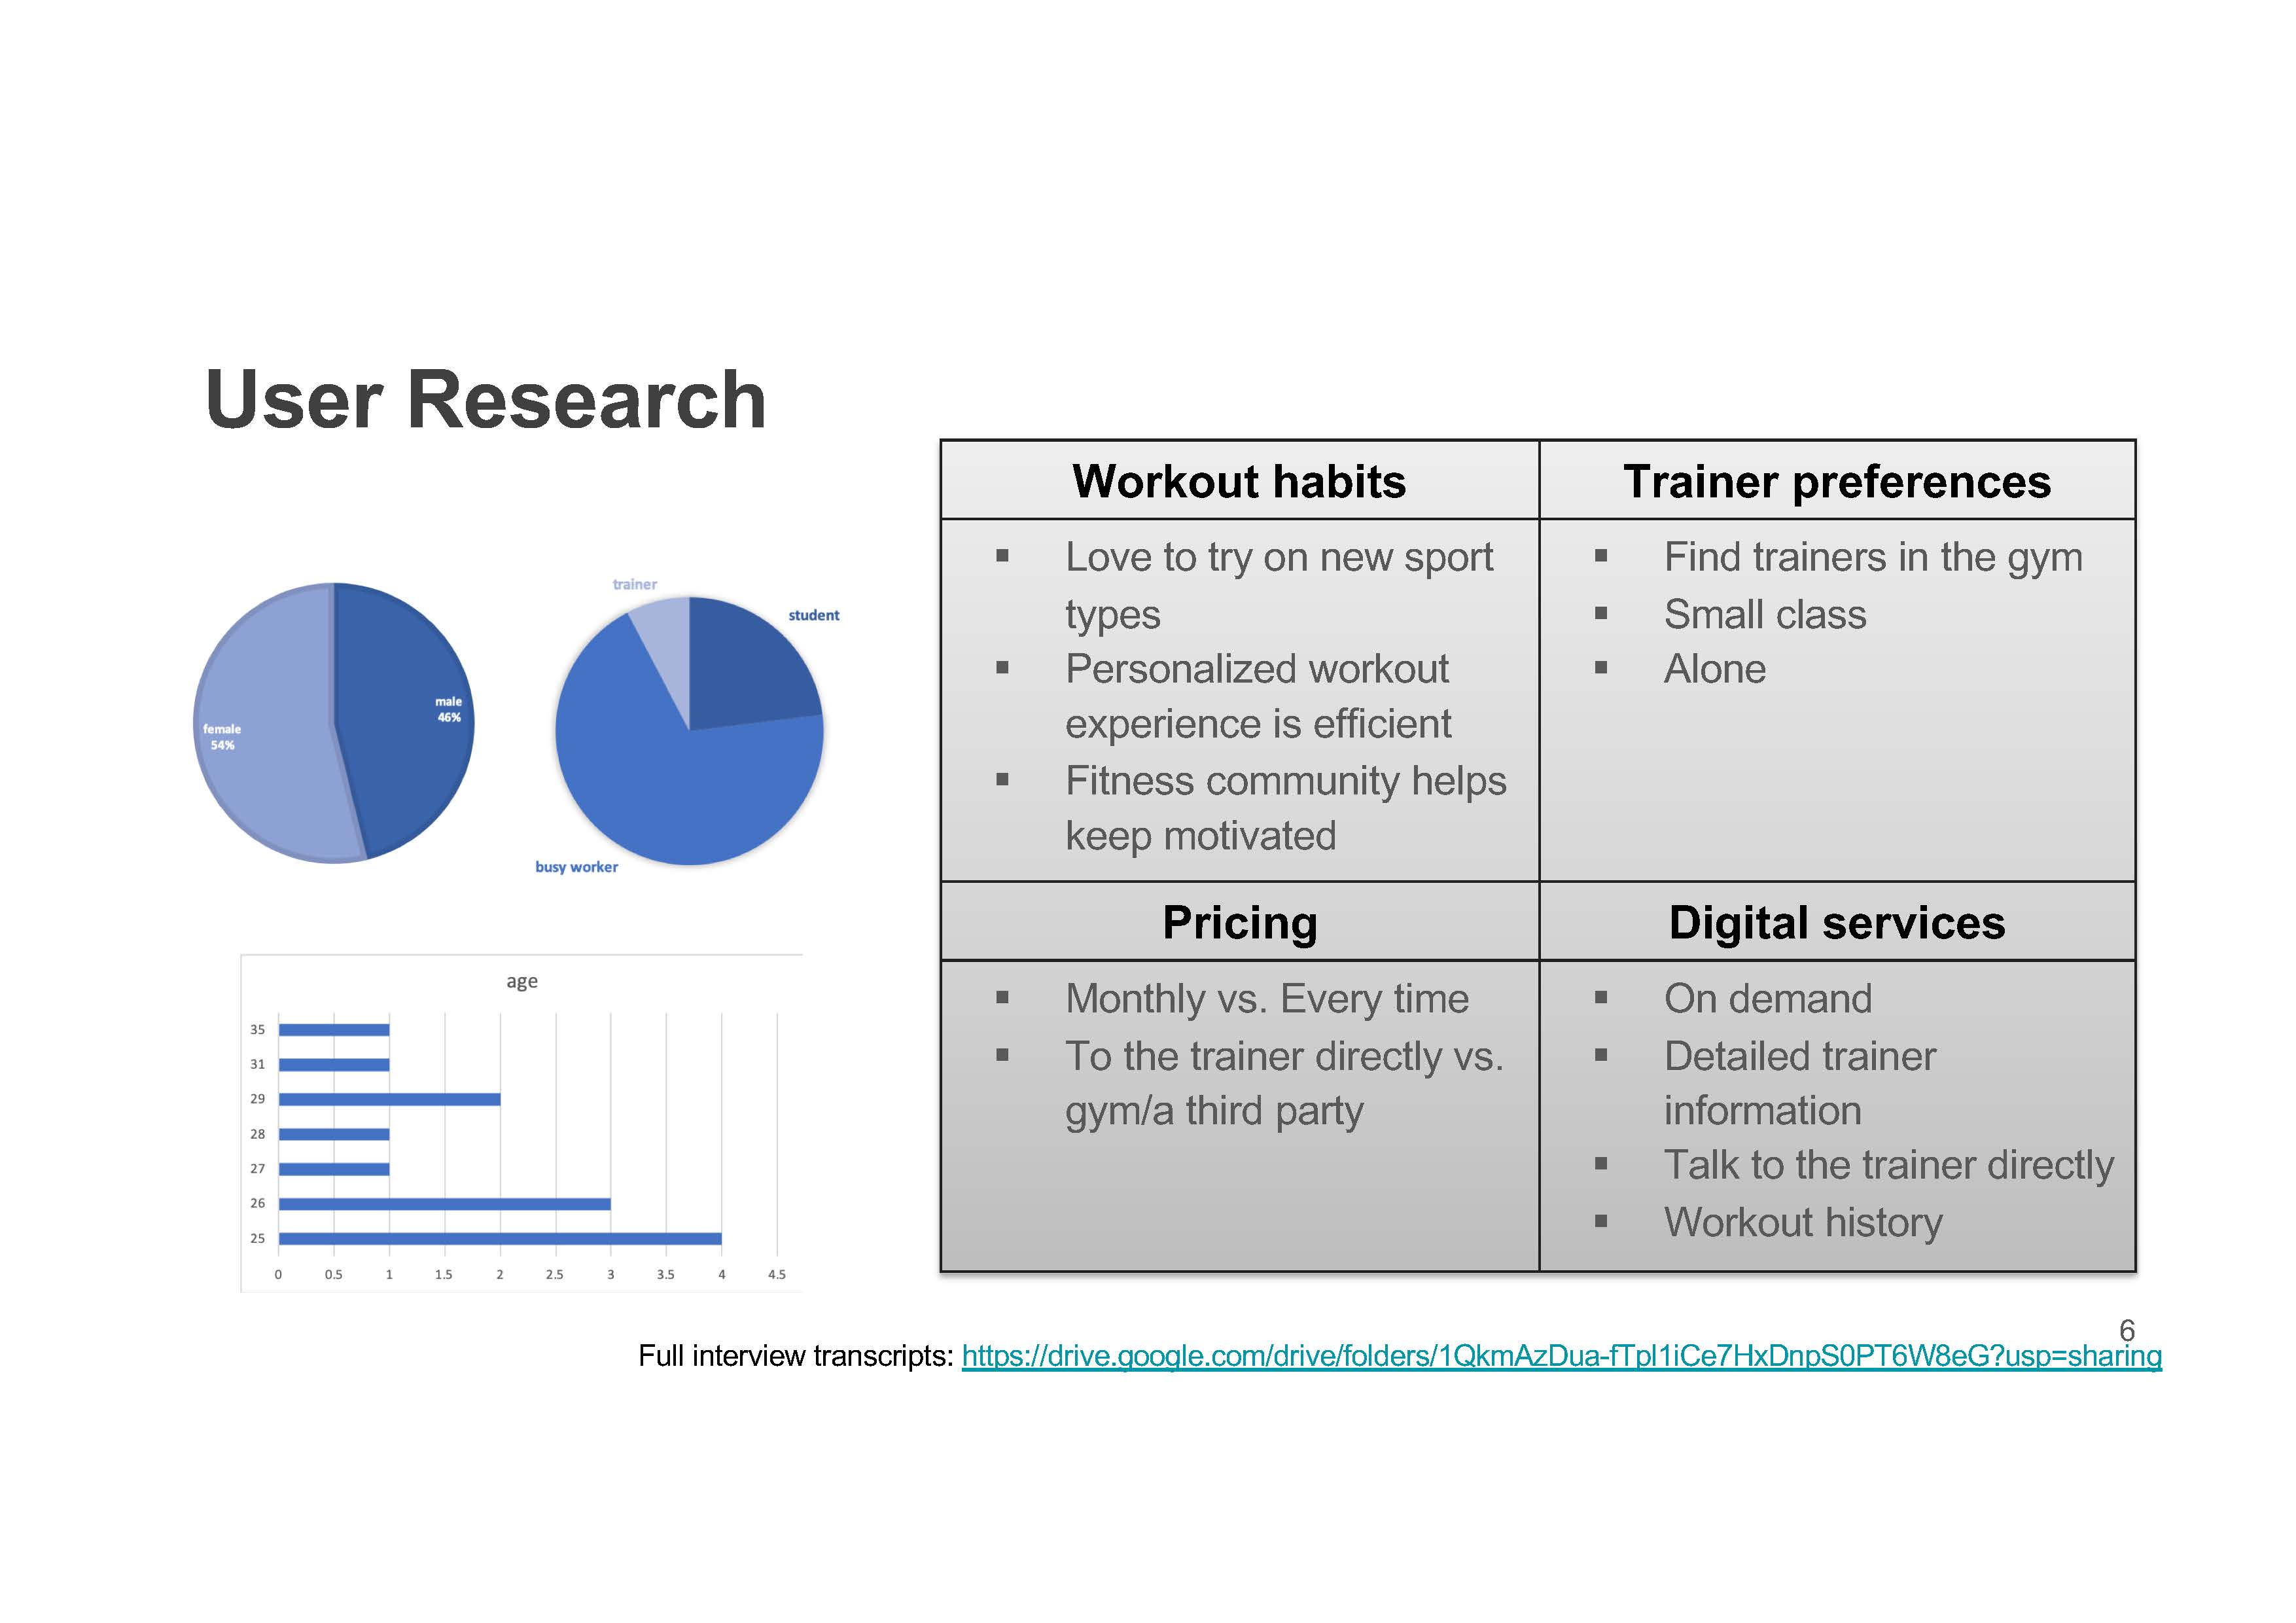 User Research
trainer
student
male
46%
female
54%
busy worker
age
35
31
29
28
27
26
25
0 0.5 1 1.5 2 2.5 3 3.5 4 4.5
Workout habits
▪ Love to try on new sport
types
▪ Personalized workout
experience is efficient
▪ Fitness community helps
keep motivated
Trainer preferences
▪ Find trainers in the gym
▪ Small class
▪ Alone
Pricing
▪ Monthly vs. Every time
▪ To the trainer directly vs.
gym/a third party
Digital services
▪ On demand
▪ Detailed trainer
information
▪ Talk to the trainer directly
▪ Workout history
6
Full interview transcripts: https://drive.google.com/drive/folders/1QkmAzDua-fTpl1iCe7HxDnpS0PT6W8eG?usp=sharing